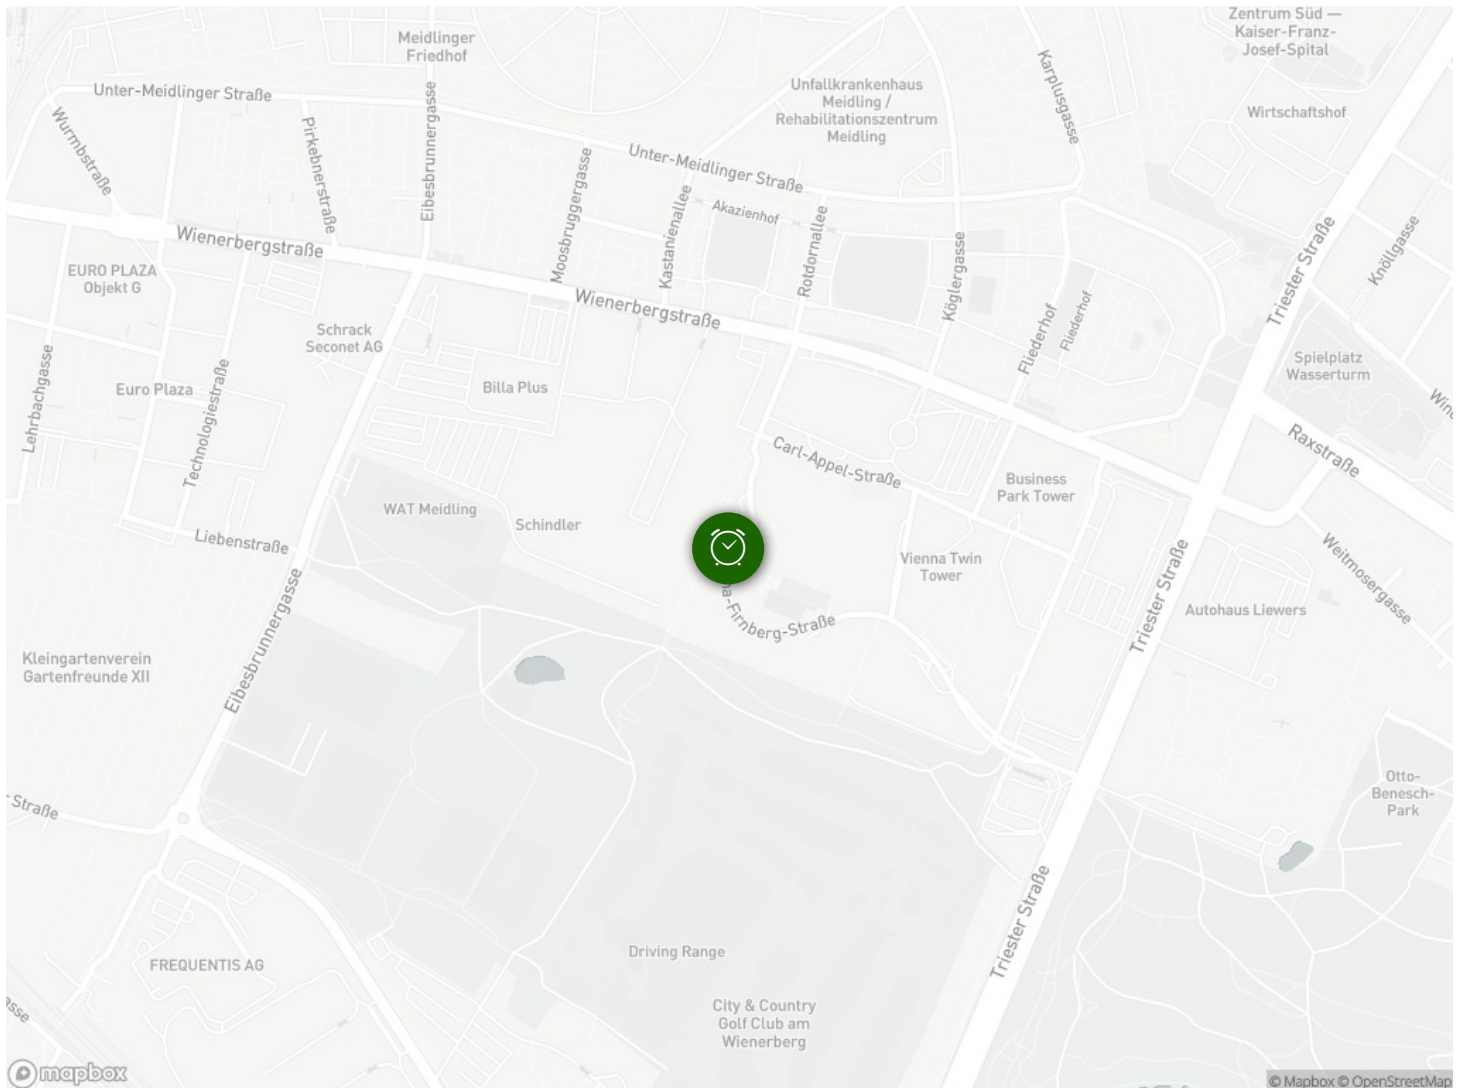 Zentrum Süd —
Kaiser-Franz-
Josef-Spital
Meidlinger
Friedhof
Karplusgasse
Unter-Meidlinger Straße
Unfallkrankenhaus
Meidling /
Rehabilitationszentrum
Meidling
Wirtschaftshof
Wurmbstraße
Pirkebnerstraße
Eibesbrunnergasse
Moosbruggergasse
Unter-Meidlinger Straße
Kastanienallee
Akazienhof
Rotdornallee
Köglergasse
Triester Straße
Knöllgasse
Wienerbergstraße
EURO PLAZA
Objekt G
Wienerbergstraße
Fliederhof
Fliederhof
Schrack
Seconet AG
Spielplatz
Wasserturm
Lehrbachgasse
Euro Plaza
Technologiestraße
Billa Plus
Raxstraße
Carl-Appel-Straße
Business
Park Tower
WAT Meidling
Schindler
Liebenstraße
Vienna Twin
Tower
Weitmosergasse
Triester Straße
Autohaus Liewers
na-Firnberg-Straße
Eibesbrunnergasse
Kleingartenverein
Gartenfreunde XII
Otto-
Benesch-
Park
Straße
Triester Straße
Driving Range
FREQUENTIS AG
City & Country
Golf Club am
Wienerberg
mapbox
© Mapbox © OpenStreetMap